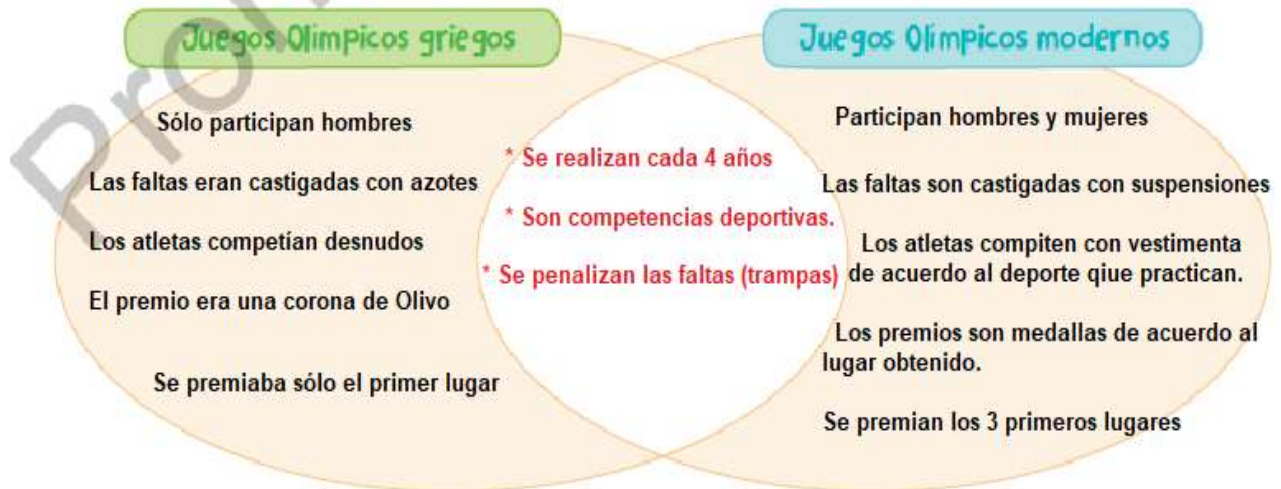 Juegos Olímpicos griegos
Sólo participan hombres
Las faltas eran castigadas con azotes
Los atletas competían desnudos
El premio era una corona de Olivo
Se premiaba sólo el primer lugar
* Se realizan cada 4 años
* Son competencias deportivas.
* Se penalizan las faltas (trampas)
Juegos Olímpicos modernos
Participan hombres y mujeres
Las faltas son castigadas con suspensiones
Los atletas compiten con vestimenta
de acuerdo al deporte qiue practican.
Los premios son medallas de acuerdo al
lugar obtenido.
Se premian los 3 primeros lugares